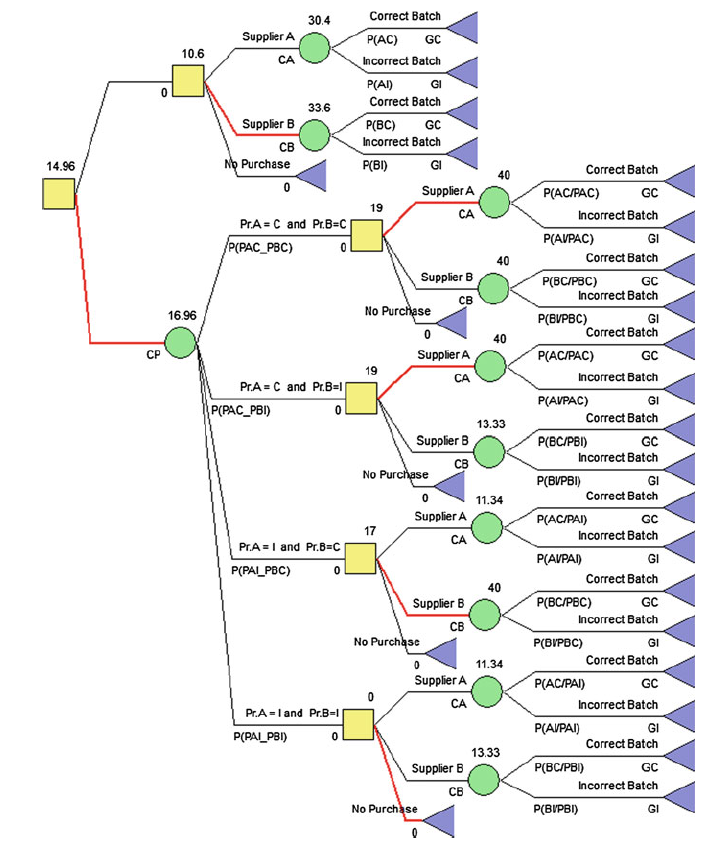 30.4
Correct Batch
Supplier A
10.6
P(AC) GC
CA
Incorrect Batch
P(AI) GI
0
33.6
Correct Batch
Supplier B
P(BC) GC
CB
Incorrect Batch
No Purchase
P(BI) GI
0
14.96
40
Correct Batch
Supplier A
P(AC/PAC) GC
19
CA
Incorrect Batch
Pr.A = C and Pr.B=C
P(AI/PAC) GI
P(PAC_PBC)
0
40
Correct Batch
Supplier B
P(BC/PBC) GC
CB
Incorrect Batch
No Purchase
P(BI/PBC) GI
0
16.96
CP
40
Correct Batch
Supplier A
P(AC/PAC) GC
19
CA
Incorrect Batch
Pr.A = C and Pr.B=I
P(AI/PAC) GI
P(PAC_PBI)
0
13.33
Correct Batch
Supplier B
P(BC/PBI) GC
CB
Incorrect Batch
No Purchase
P(BI/PBI) GI
0
11.34
Correct Batch
Supplier A
P(AC/PAI) GC
17
CA
Incorrect Batch
Pr.A = I and Pr.B=C
P(AI/PAI) GI
P(PAI_PBC)
0
40
Correct Batch
Supplier B
P(BC/PBC) GC
CB
Incorrect Batch
No Purchase
P(BI/PBC) GI
0
11.34
Correct Batch
Supplier A
P(AC/PAI) GC
0
CA
Incorrect Batch
Pr.A = I and Pr.B=I
P(AI/PAI) GI
P(PAI_PBI)
0
13.33
Correct Batch
Supplier B
P(BC/PBI) GC
CB
Incorrect Batch
No Purchase
P(BI/PBI) GI
0